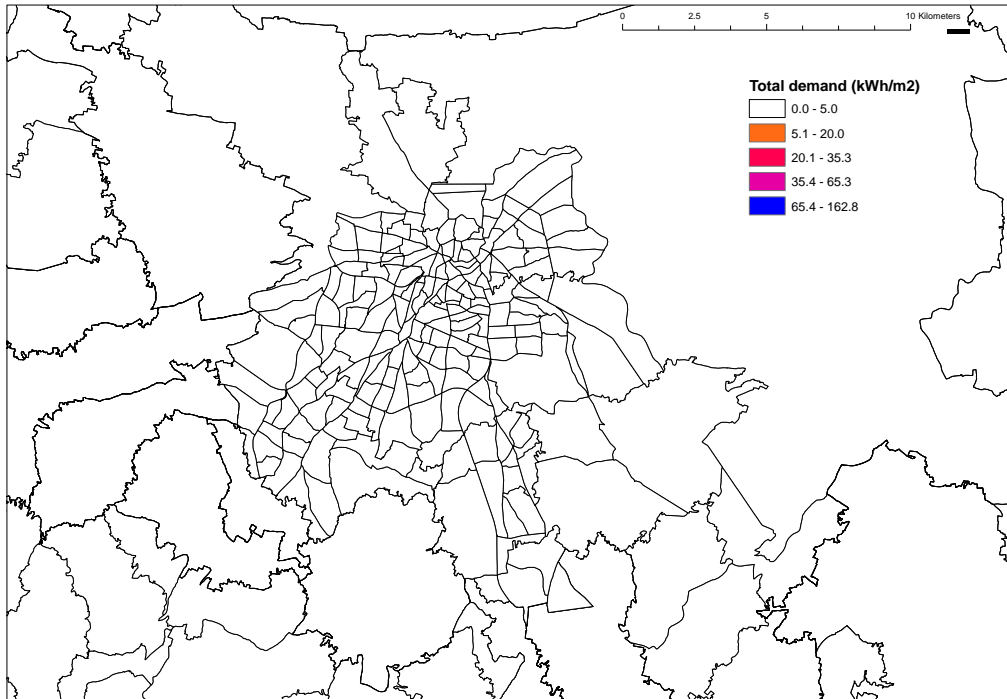 0 2.5 5 10 Kilometers
Total demand (kWh/m2)
0.0 - 5.0
5.1 - 20.0
20.1 - 35.3
35.4 - 65.3
65.4 - 162.8